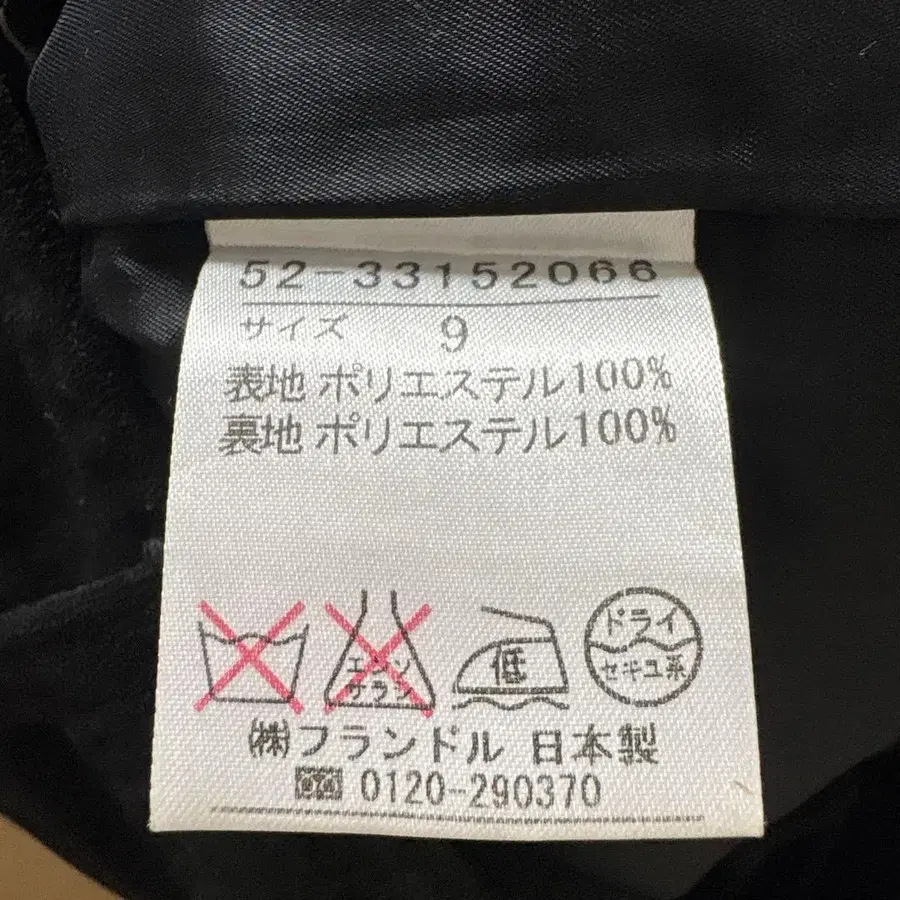 52-33152066
サイズ 9
表地 ポリエステル100%
裏地 ポリエステル100%
エンソ
サラシ
低
ドライ
セキユ系
㈱フランドル 日本製
0120-290370